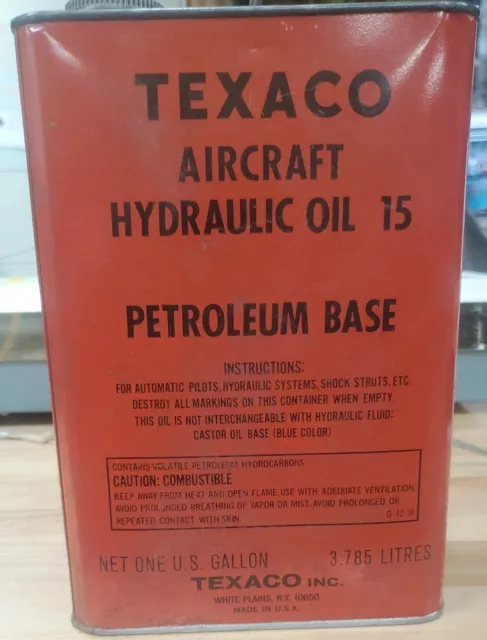 TEXACO
AIRCRAFT
HYDRAULIC OIL 15
PETROLEUM BASE
INSTRUCTIONS:
FOR AUTOMATIC PILOTS, HYDRAULIC SYSTEMS, SHOCK STRUTS, ETC.
DESTROY ALL MARKINGS ON THIS CONTAINER WHEN EMPTY.
THIS OIL IS NOT INTERCHANGEABLE WITH HYDRAULIC FLUID:
CASTOR OIL BASE (BLUE COLOR)
CONTAINS VOLATILE PETROLEUM HYDROCARBONS
CAUTION: COMBUSTIBLE
KEEP AWAY FROM HEAT AND OPEN FLAME. USE WITH ADEQUATE VENTILATION.
AVOID PROLONGED BREATHING OF VAPOR OR MIST. AVOID PROLONGED OR
REPEATED CONTACT WITH SKIN.
NET ONE U.S. GALLON 3.785 LITRES
TEXACO INC.
WHITE PLAINS, N.Y. 10650
MADE IN U.S.A.